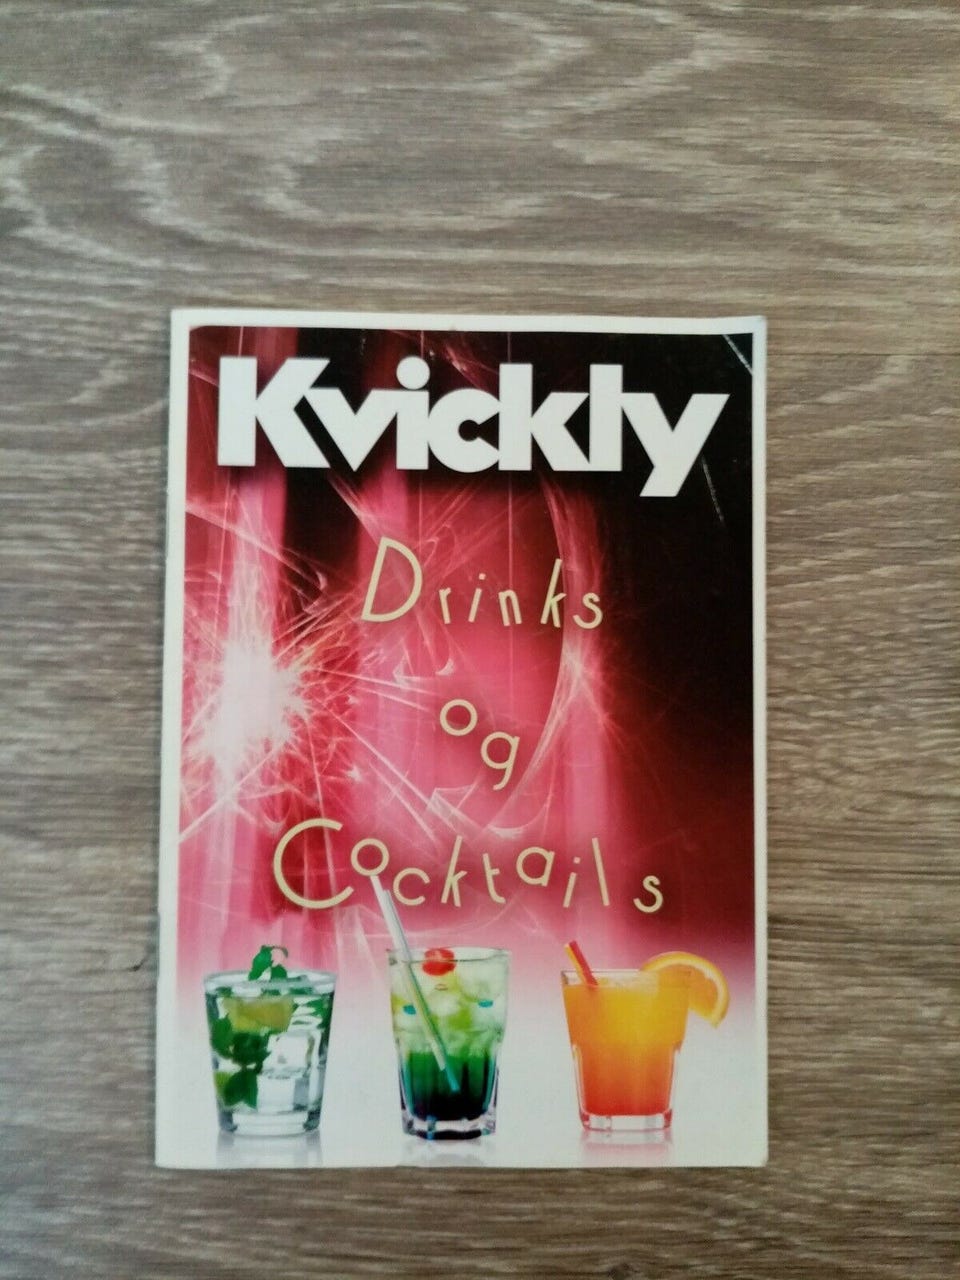 Kvickly
Drinks
og
Cocktails